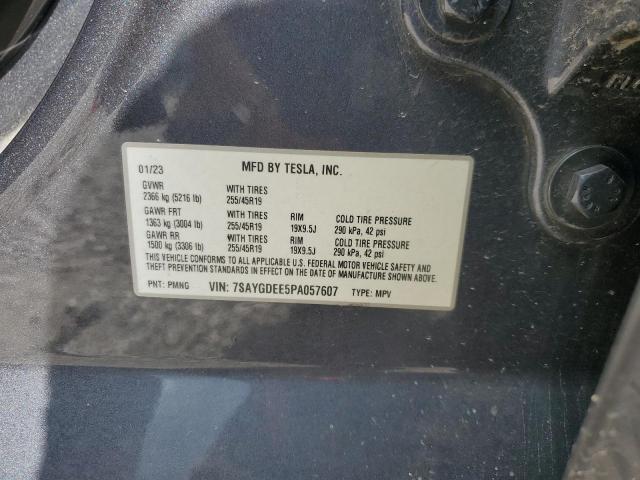 01/23 MFD BY TESLA, INC.
GVWR WITH TIRES
2366 kg (5216 lb) 255/45R19
GAWR FRT WITH TIRES RIM COLD TIRE PRESSURE
1363 kg (3004 lb) 255/45R19 19X9.5J 290 kPa, 42 psi
GAWR RR WITH TIRES RIM COLD TIRE PRESSURE
1500 kg (3306 lb) 255/45R19 19X9.5J 290 kPa, 42 psi
THIS VEHICLE CONFORMS TO ALL APPLICABLE U.S. FEDERAL MOTOR VEHICLE SAFETY AND
THEFT PREVENTION STANDARDS IN EFFECT ON THE DATE OF MANUFACTURE SHOWN ABOVE.
PNT: PMNG VIN: 7SAYGDEE5PA057607 TYPE: MPV